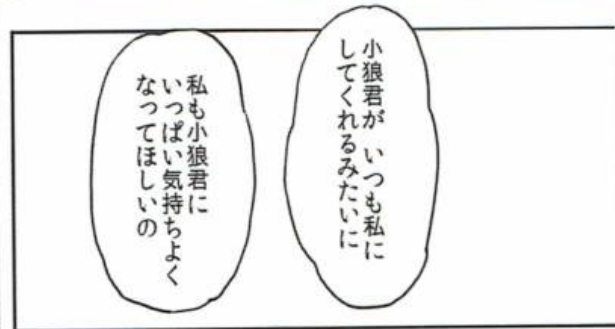 小狼君が いつも私に
してくれるみたいに
私も小狼君に
いっぱい気持ちよく
なってほしいの